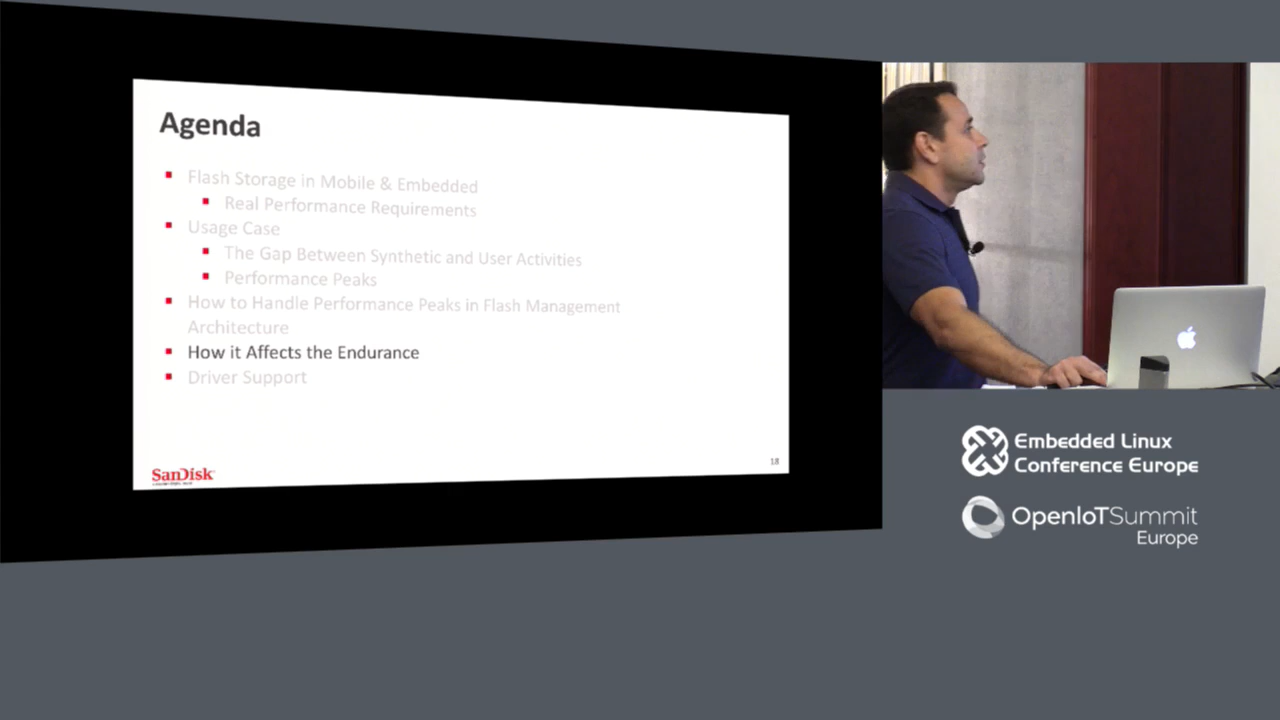 Agenda
Flash Storage in Mobile & Embedded
Real Performance Requirements
Usage Case
The Gap Between Synthetic and User Activities
Performance Peaks
How to Handle Performance Peaks in Flash Management
Architecture
How it Affects the Endurance
Driver Support
SanDisk
18
Embedded Linux
Conference Europe
OpenIoTSummit
Europe